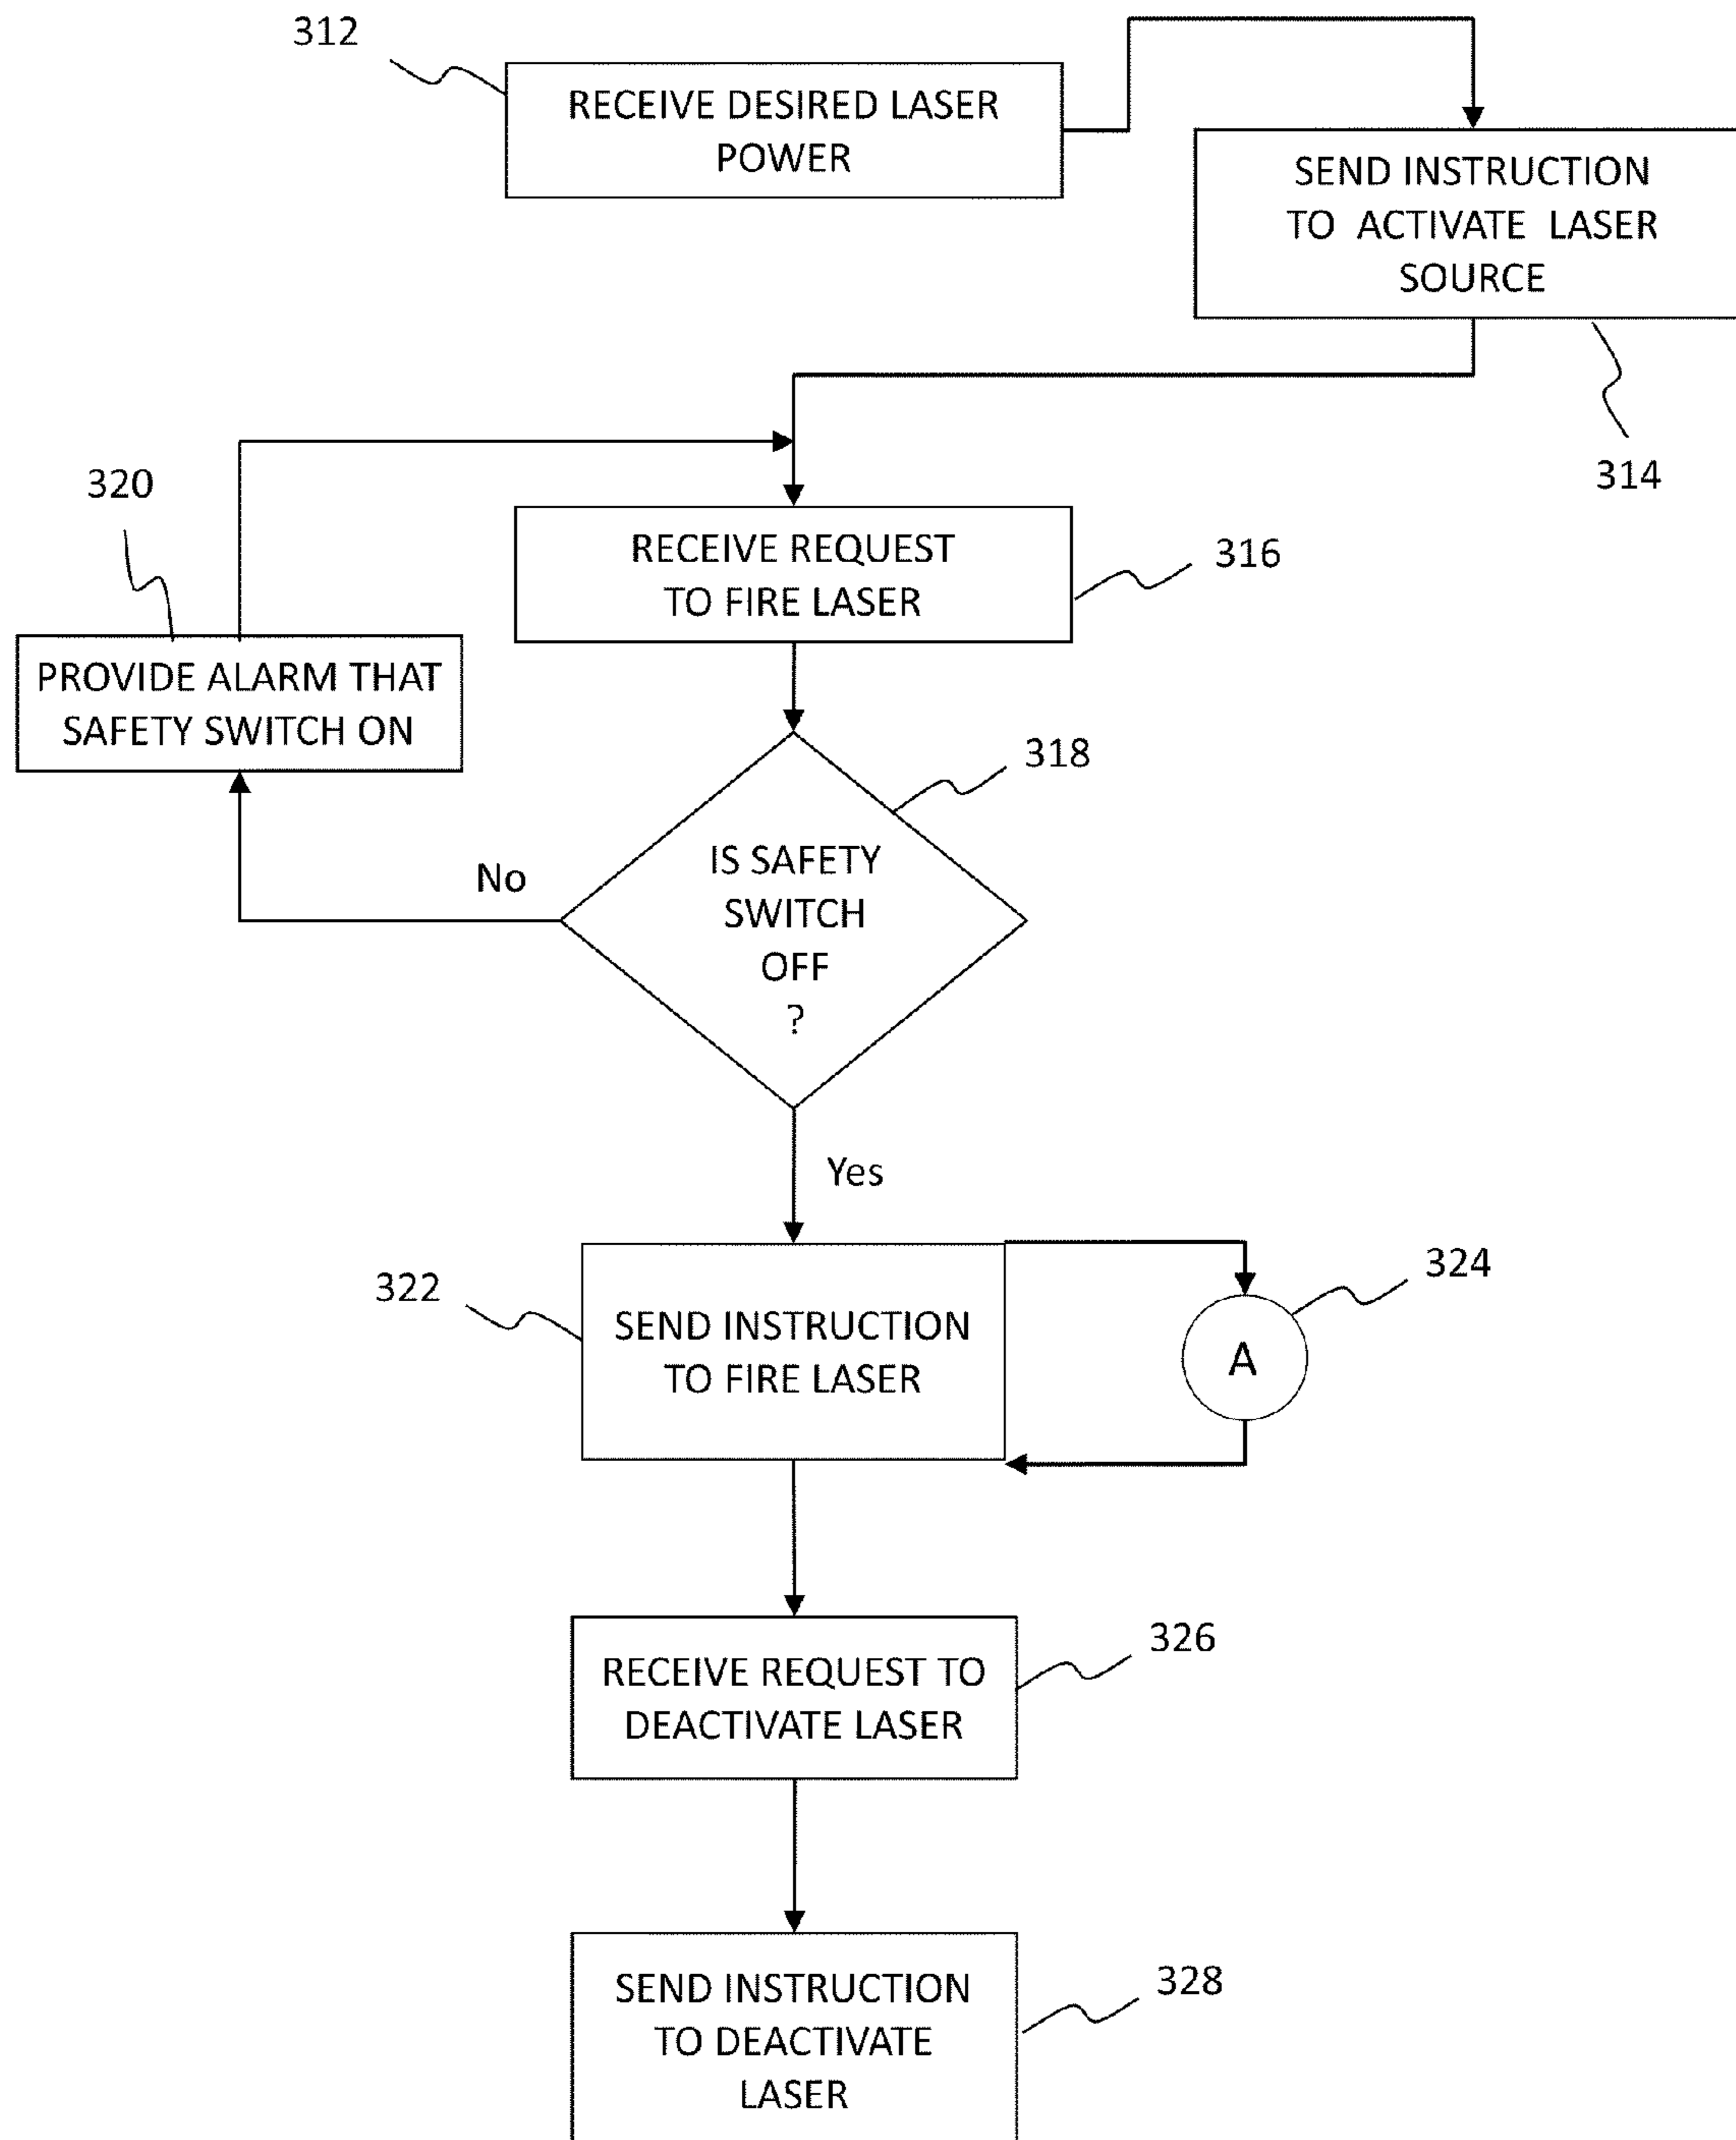 312
RECEIVE DESIRED LASER
POWER
SEND INSTRUCTION
TO ACTIVATE LASER
SOURCE
314
320
RECEIVE REQUEST
TO FIRE LASER
316
PROVIDE ALARM THAT
SAFETY SWITCH ON
318
IS SAFETY
SWITCH
OFF
?
No
Yes
322
SEND INSTRUCTION
TO FIRE LASER
324
A
326
RECEIVE REQUEST TO
DEACTIVATE LASER
328
SEND INSTRUCTION
TO DEACTIVATE
LASER